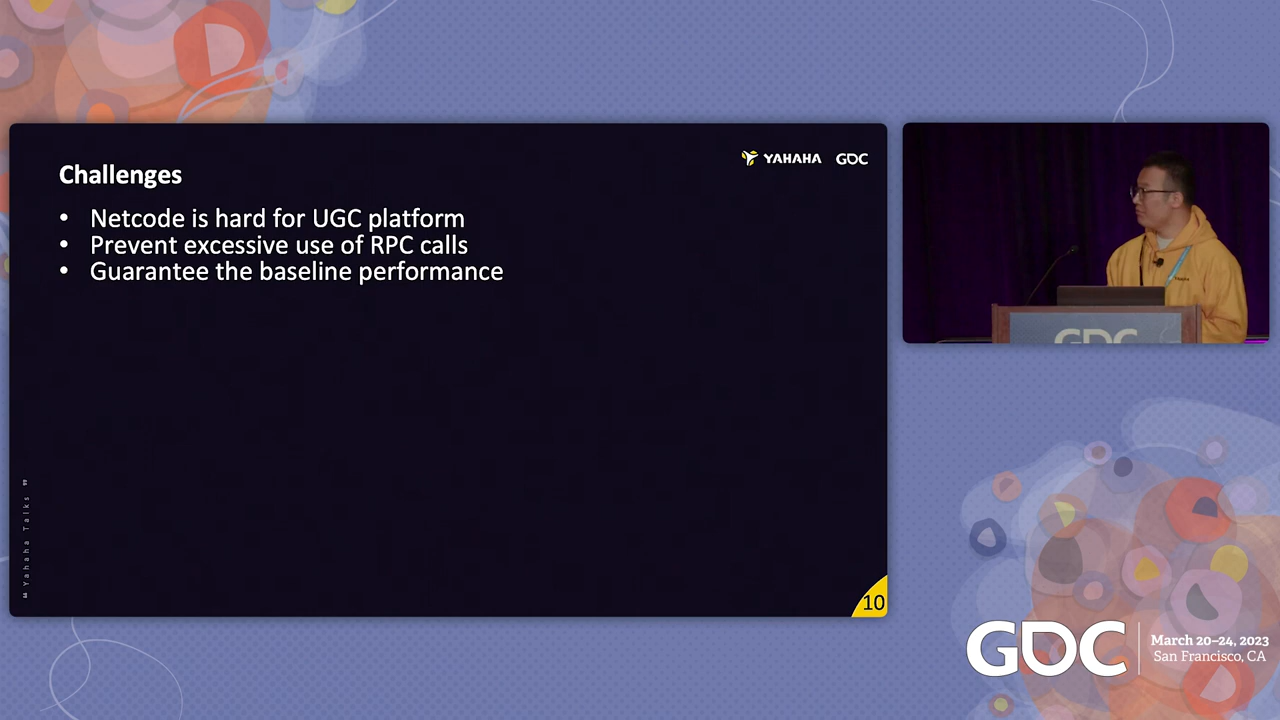 YAHAHA GDC
Challenges
• Netcode is hard for UGC platform
• Prevent excessive use of RPC calls
• Guarantee the baseline performance
“ Yahaha Talks ”
10
GDC
GDC
March 20–24, 2023
San Francisco, CA